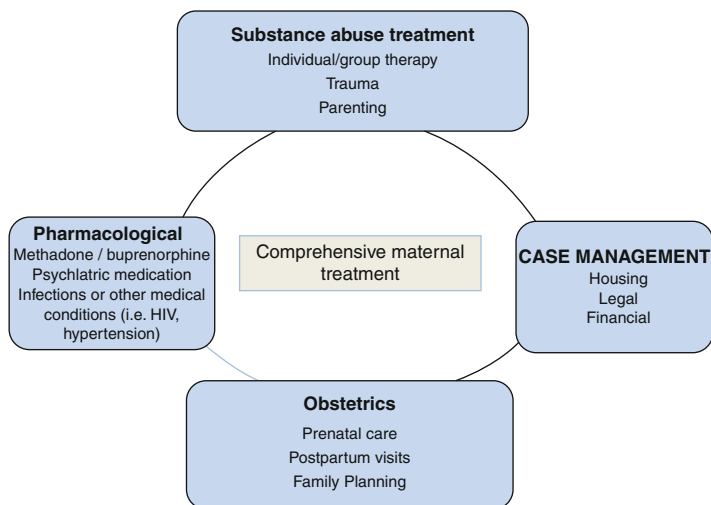 Substance abuse treatment
Individual/group therapy
Trauma
Parenting
Pharmacological
Methadone / buprenorphine
Psychlatric medication
Infections or other medical
conditions (i.e. HIV,
hypertension)
Comprehensive maternal
treatment
CASE MANAGEMENT
Housing
Legal
Financial
Obstetrics
Prenatal care
Postpartum visits
Family Planning